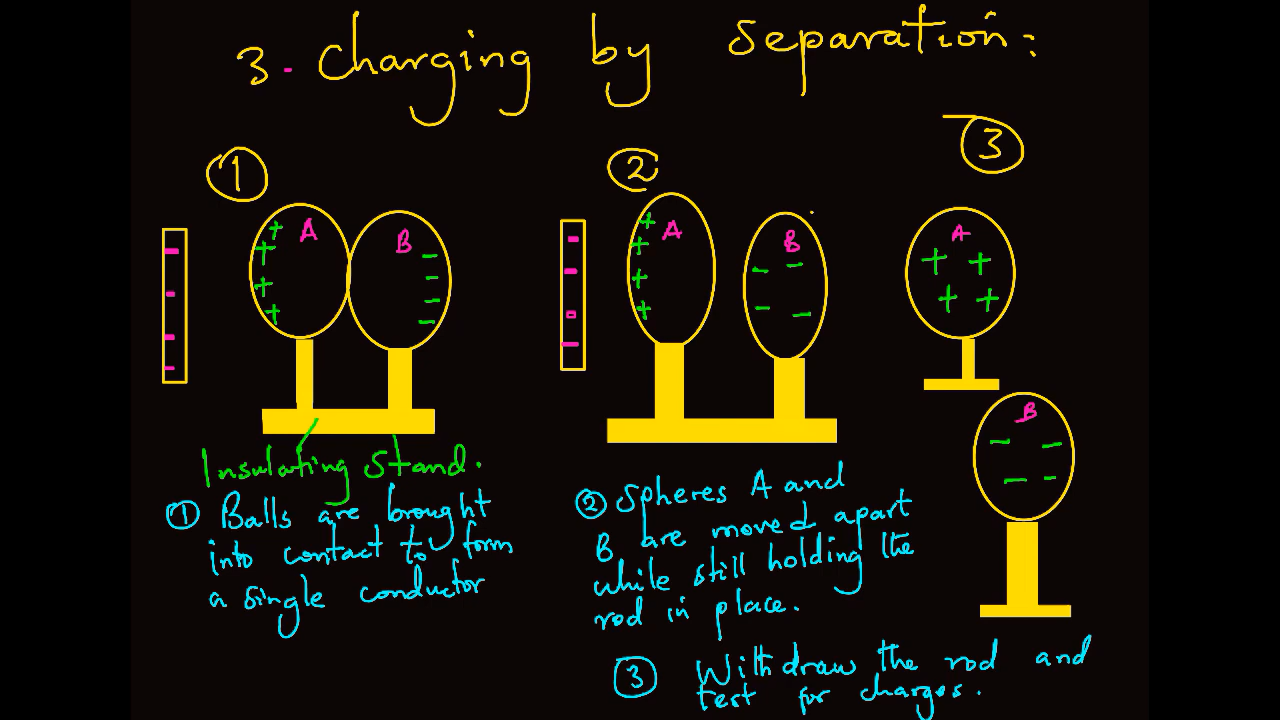 3. Charging by separation:
① ② ③
A B
A B
A
B
Insulating stand.
① Balls are brought
into contact to form
a single conductor
② Spheres A and
B are moved apart
while still holding the
rod in place.
③ Withdraw the rod and
test for charges.